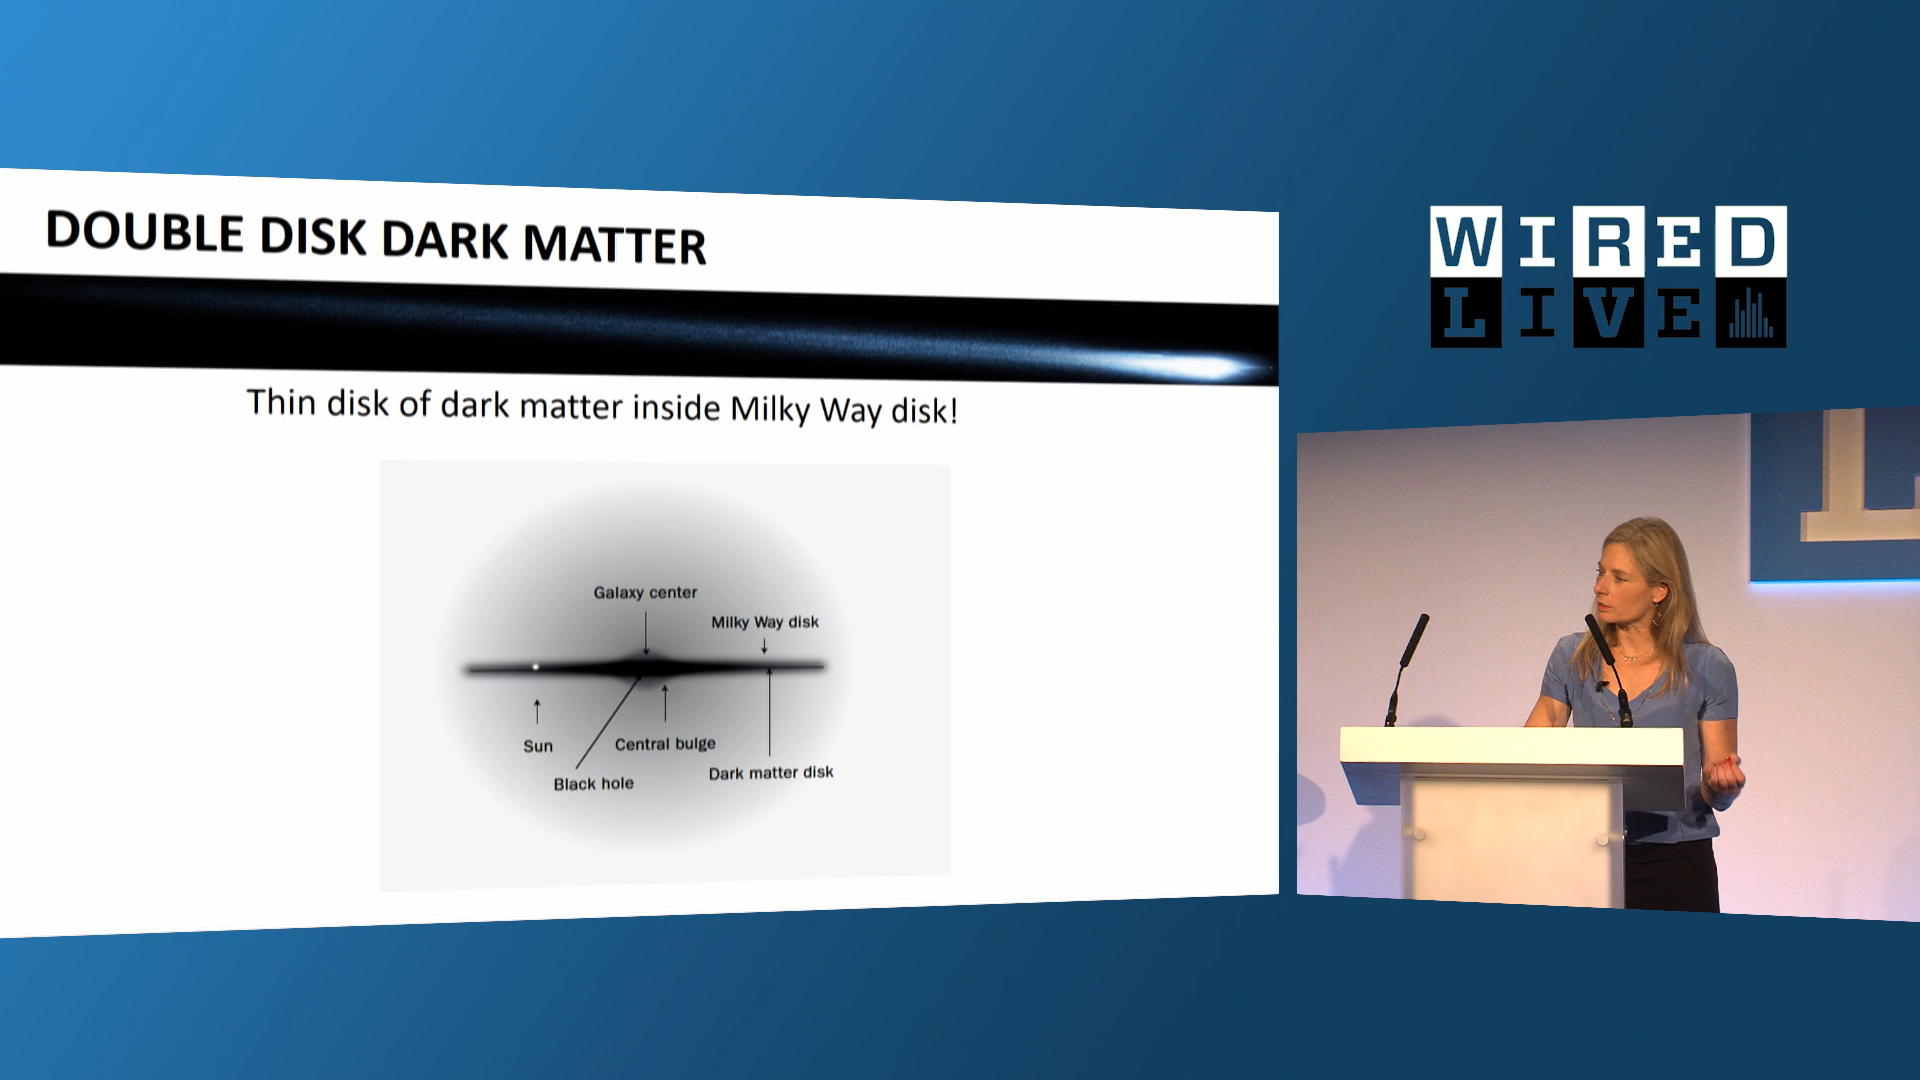 DOUBLE DISK DARK MATTER
Thin disk of dark matter inside Milky Way disk!
Galaxy center
Milky Way disk
Sun
Central bulge
Black hole
Dark matter disk
WIRED
LIVE
L